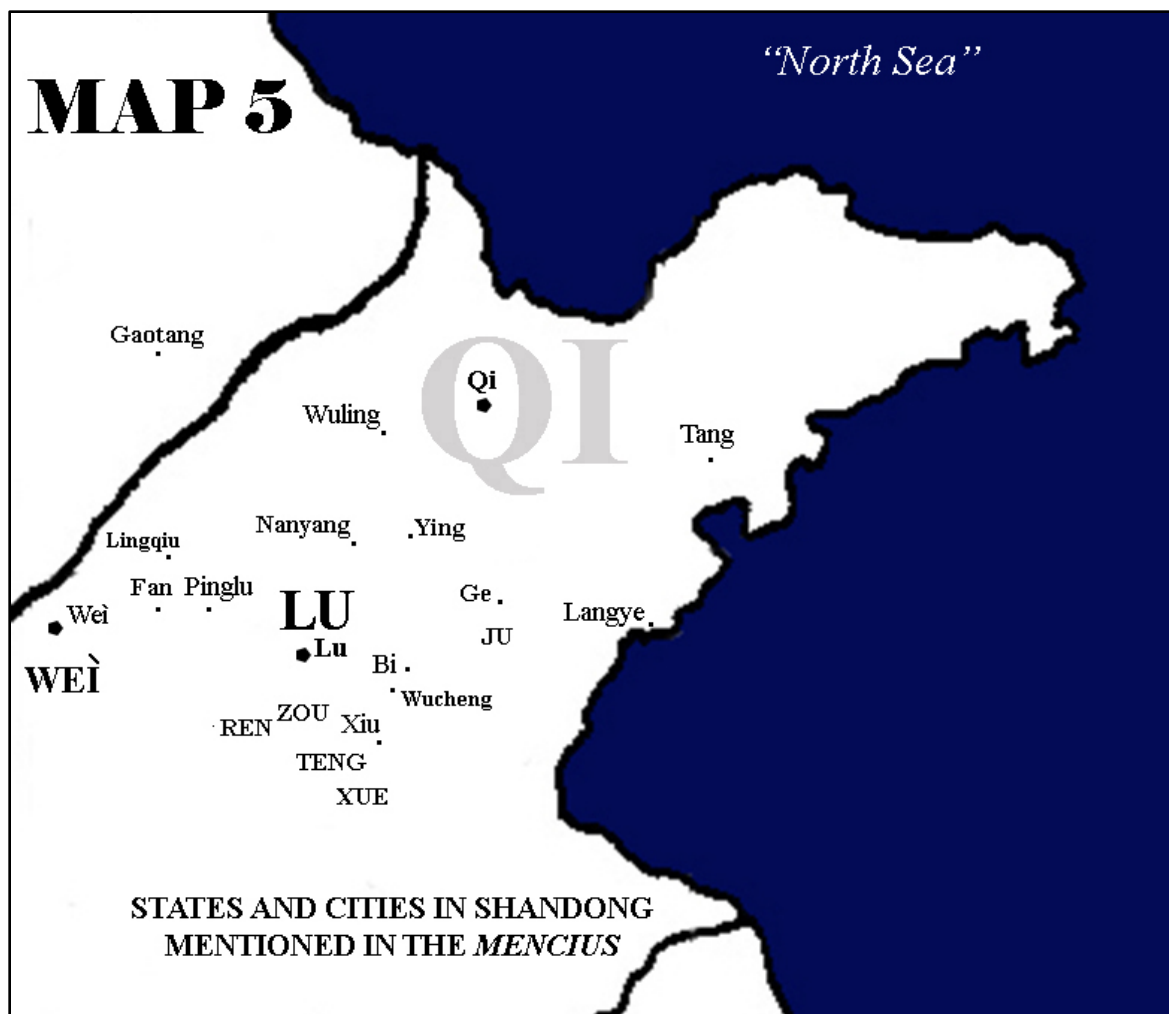 MAP 5
“North Sea”
Gaotang
QI
Qi
Wuling
Tang
Nanyang
Ying
Lingqiu
Fan
Pinglu
Ge
Langye
Weì
LU
Lu
JU
WEÌ
Bi
Wucheng
REN
ZOU
Xiu
TENG
XUE
STATES AND CITIES IN SHANDONG
MENTIONED IN THE MENCIUS